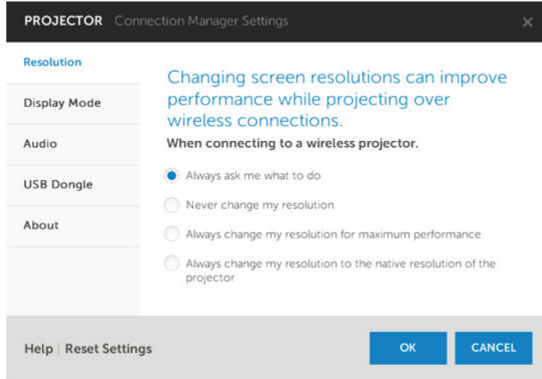 PROJECTOR Connection Manager Settings
Resolution
Display Mode
Audio
USB Dongle
About
Changing screen resolutions can improve
performance while projecting over
wireless connections.
When connecting to a wireless projector.
Always ask me what to do
Never change my resolution
Always change my resolution for maximum performance
Always change my resolution to the native resolution of the
projector
Help | Reset Settings
OK
CANCEL